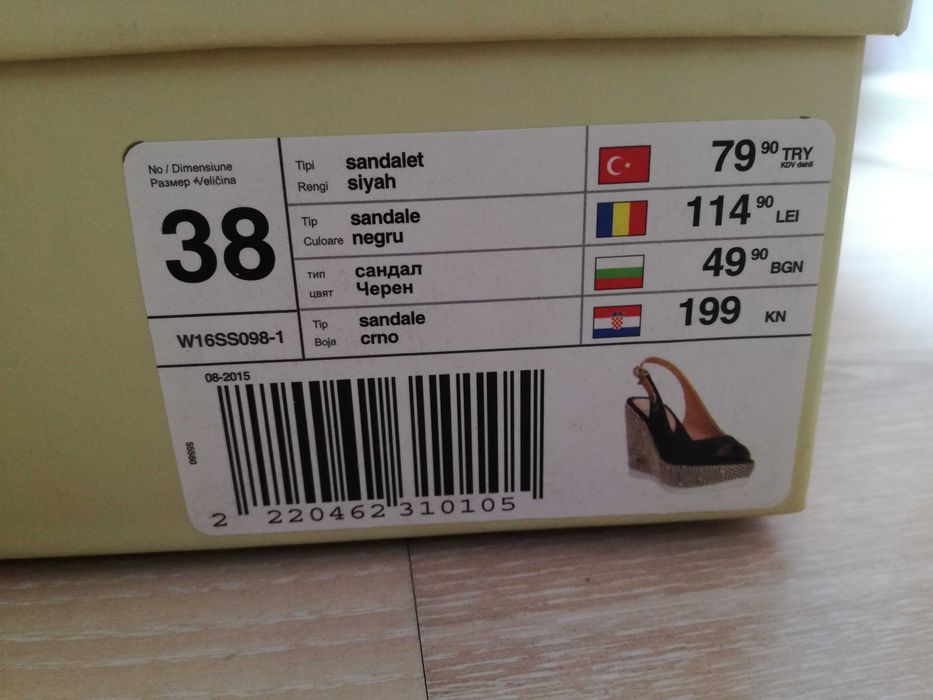 No / Dimensiune
Размер +Veličina
38
W16SS098-1
Tipi sandalet
Rengi siyah
79 90 TRY
KDV dahil
Tip sandale
Culoare negru
114 90 LEI
тип сандал
цвят Черен
49 90 BGN
Tip sandale
Boja crno
199 KN
08-2015
55560
2 220462 310105